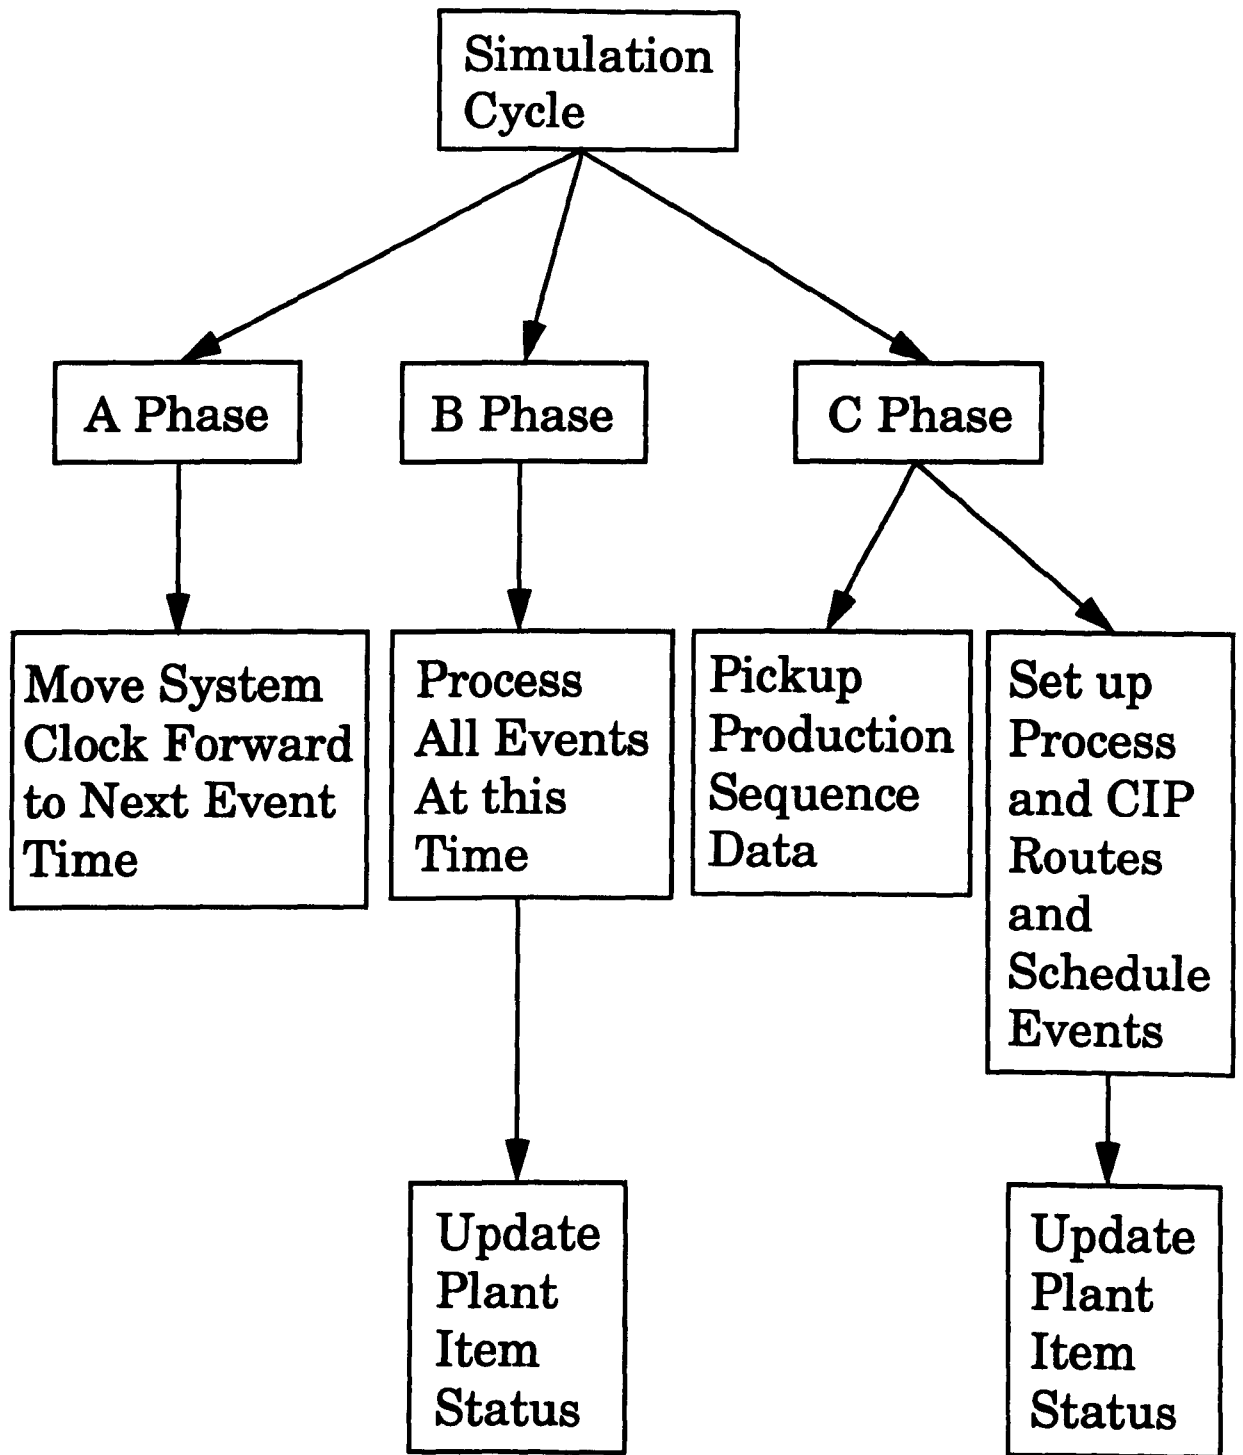 Simulation
Cycle
A Phase
B Phase
C Phase
Move System
Clock Forward
to Next Event
Time
Process
All Events
At this
Time
Pickup
Production
Sequence
Data
Set up
Process
and CIP
Routes
and
Schedule
Events
Update
Plant
Item
Status
Update
Plant
Item
Status